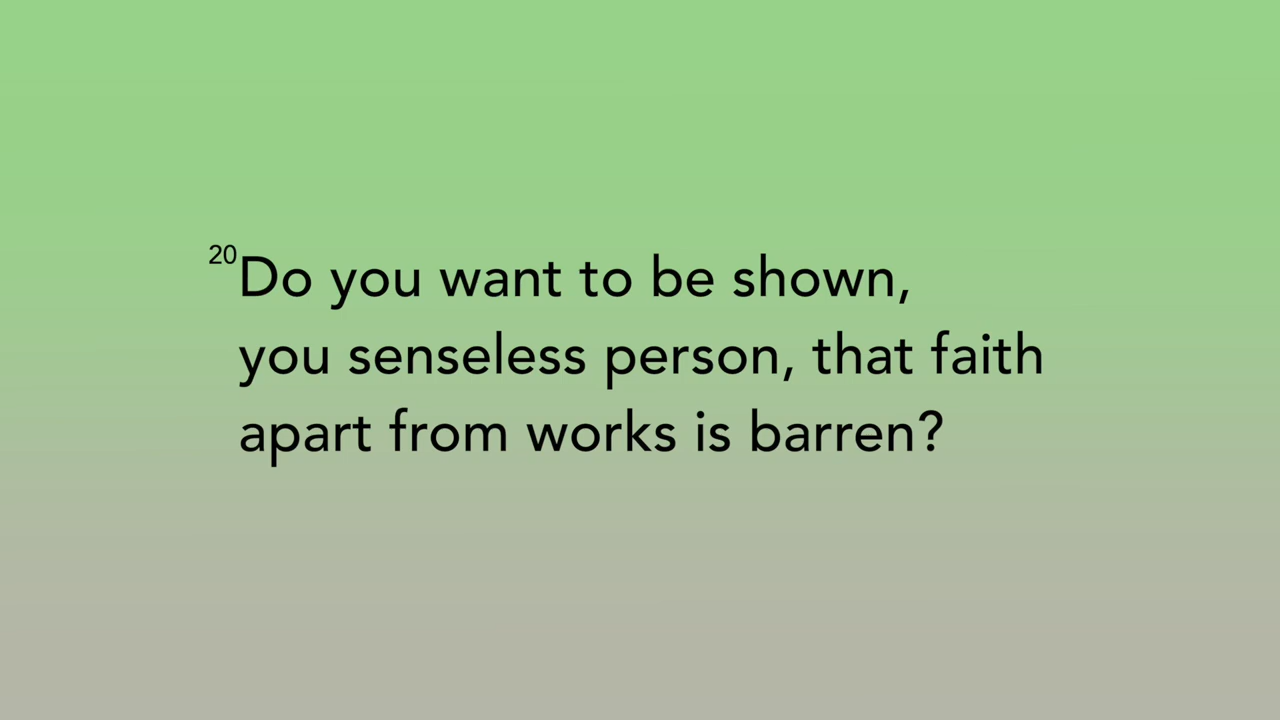 20Do you want to be shown,
you senseless person, that faith
apart from works is barren?